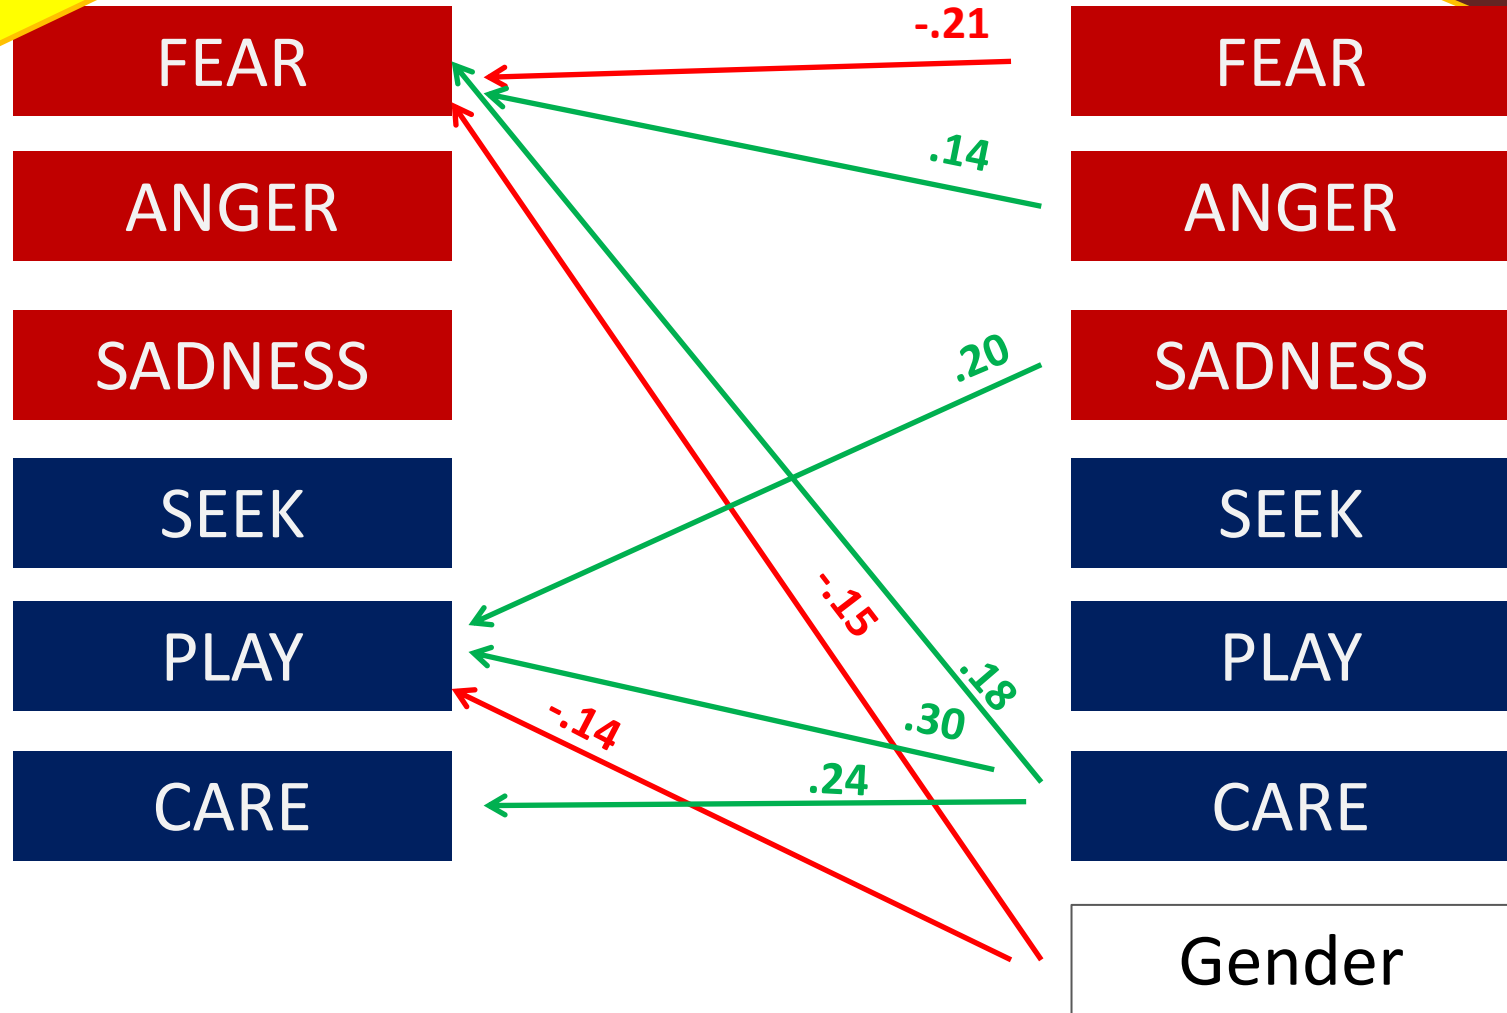 FEAR
-.21
FEAR
ANGER
.14
ANGER
SADNESS
.20
SADNESS
SEEK
SEEK
-.15
PLAY
.18
PLAY
-.14
.30
CARE
.24
CARE
Gender